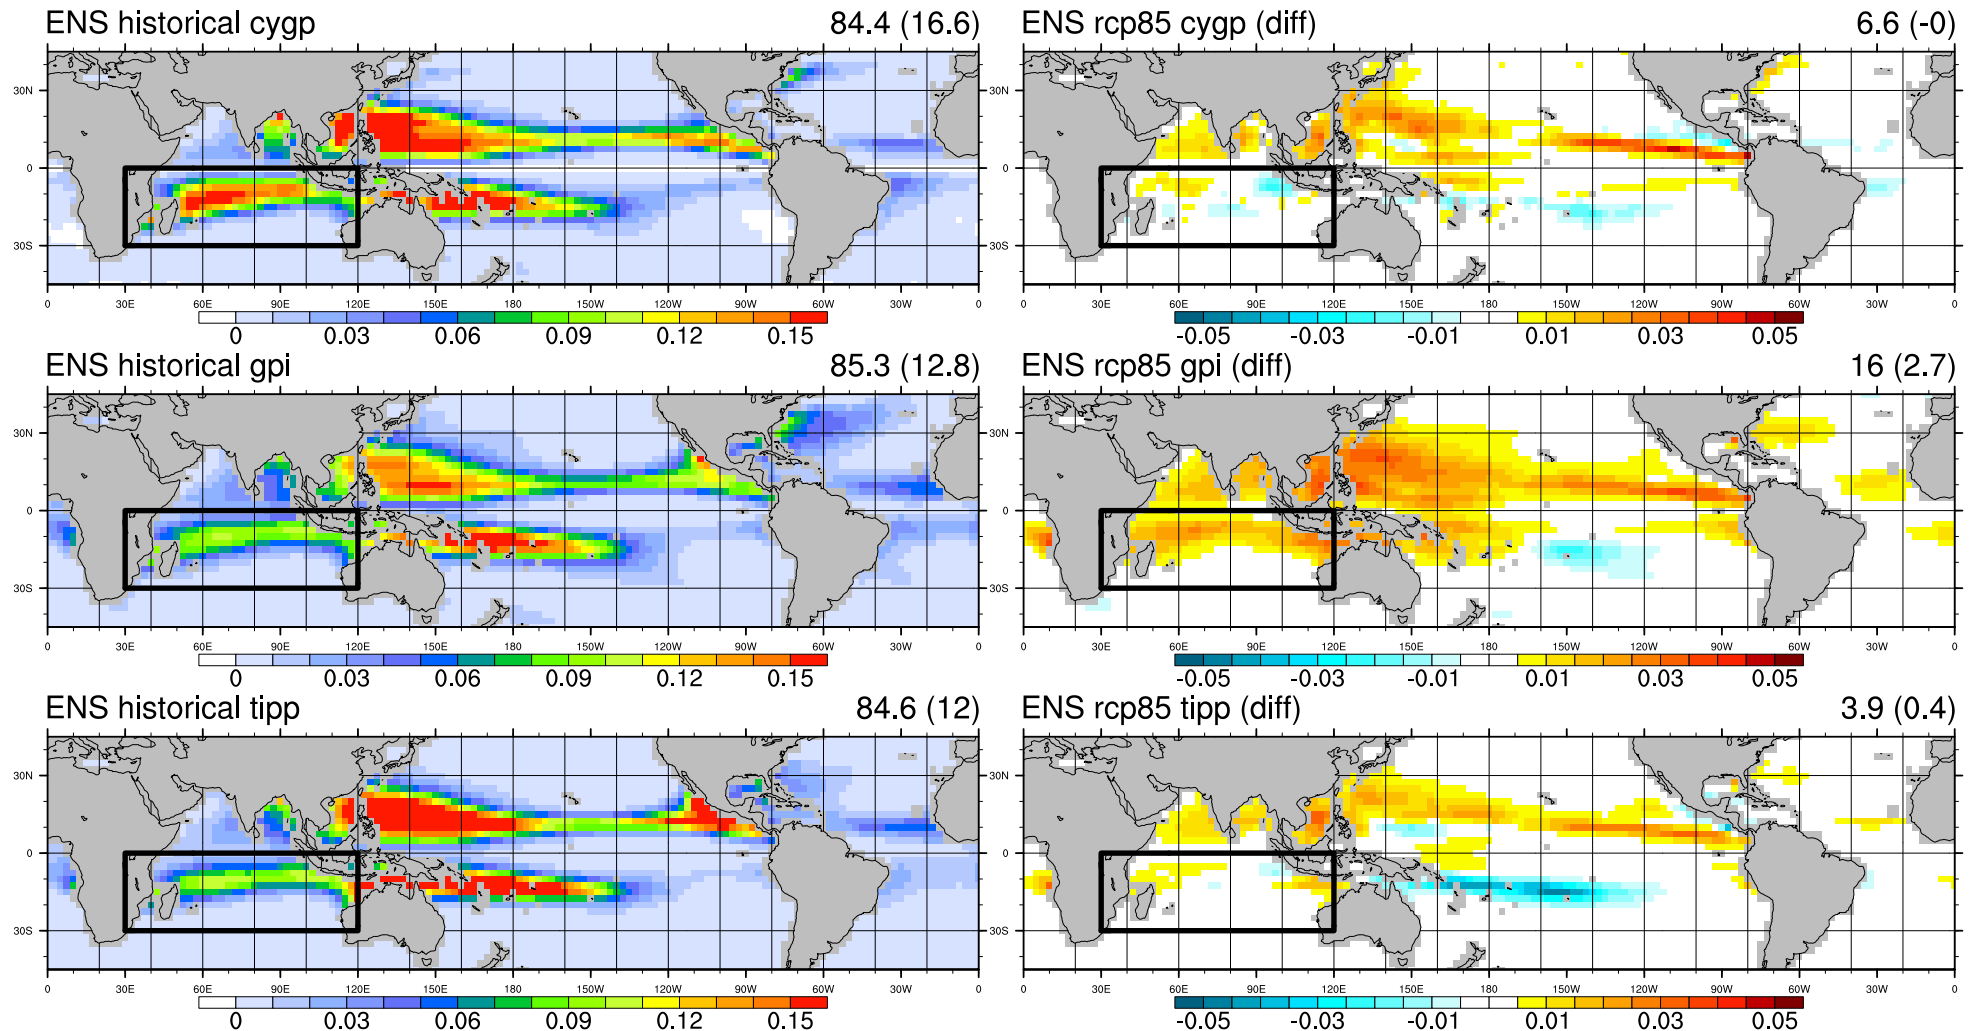 ENS historical cygp 84.4 (16.6)
30N
0
30S
0 30E 60E 90E 120E 150E 180 150W 120W 90W 60W 30W 0
0 0.03 0.06 0.09 0.12 0.15
ENS rcp85 cygp (diff) 6.6 (-0)
30N
0
30S
0 30E 60E 90E 120E 150E 180 150W 120W 90W 60W 30W 0
-0.05 -0.03 -0.01 0.01 0.03 0.05
ENS historical gpi 85.3 (12.8)
30N
0
30S
0 30E 60E 90E 120E 150E 180 150W 120W 90W 60W 30W 0
0 0.03 0.06 0.09 0.12 0.15
ENS rcp85 gpi (diff) 16 (2.7)
30N
0
30S
0 30E 60E 90E 120E 150E 180 150W 120W 90W 60W 30W 0
-0.05 -0.03 -0.01 0.01 0.03 0.05
ENS historical tipp 84.6 (12)
30N
0
30S
0 30E 60E 90E 120E 150E 180 150W 120W 90W 60W 30W 0
0 0.03 0.06 0.09 0.12 0.15
ENS rcp85 tipp (diff) 3.9 (0.4)
30N
0
30S
0 30E 60E 90E 120E 150E 180 150W 120W 90W 60W 30W 0
-0.05 -0.03 -0.01 0.01 0.03 0.05